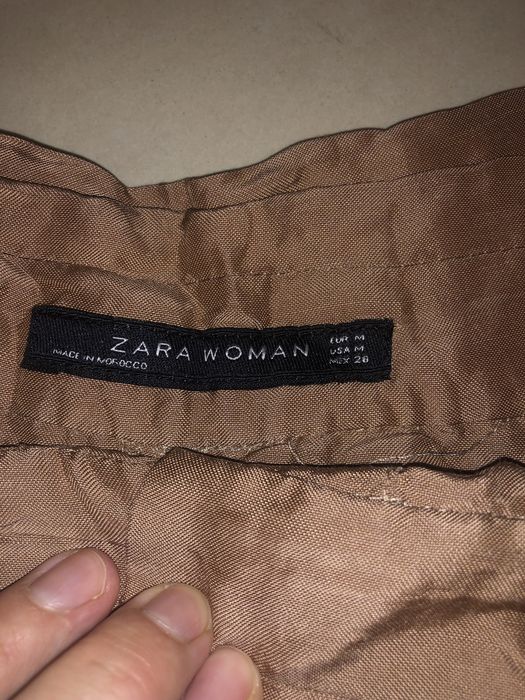 ZARA WOMAN
MADE IN MOROCCO
EUR M
USA M
MEX 28